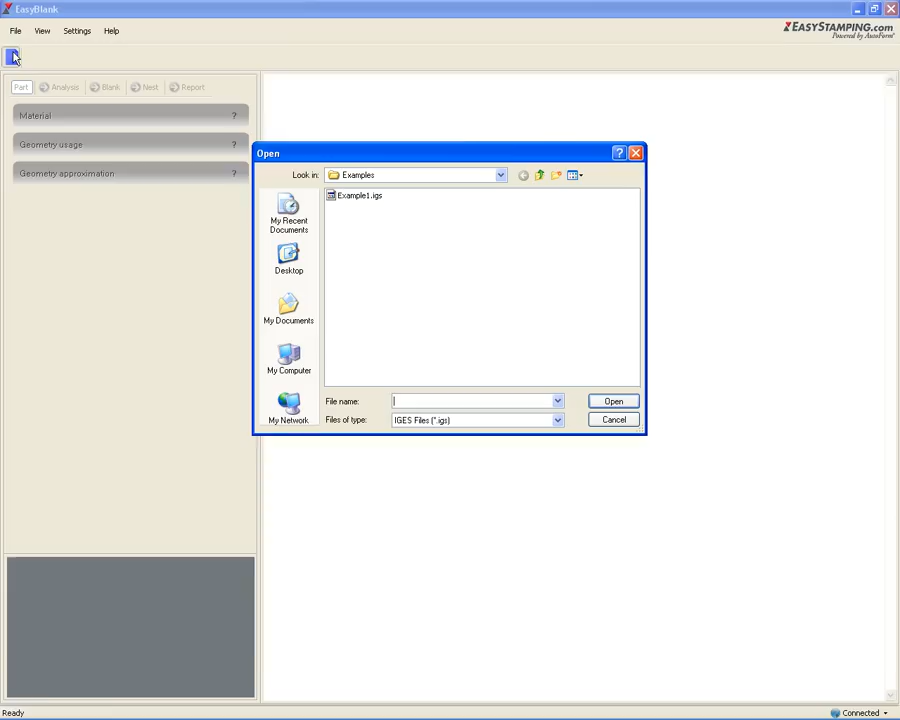 EasyBlank
File View Settings Help
EASYSTAMPING.com
Powered by AutoForm
Part Analysis Blank Nest Report
Material ?
Geometry usage ?
Geometry approximation ?
Open
Look in: Examples
Example1.igs
My Recent
Documents
Desktop
My Documents
My Computer
My Network
File name: Open
Files of type: IGES Files (*.igs) Cancel
Ready Connected